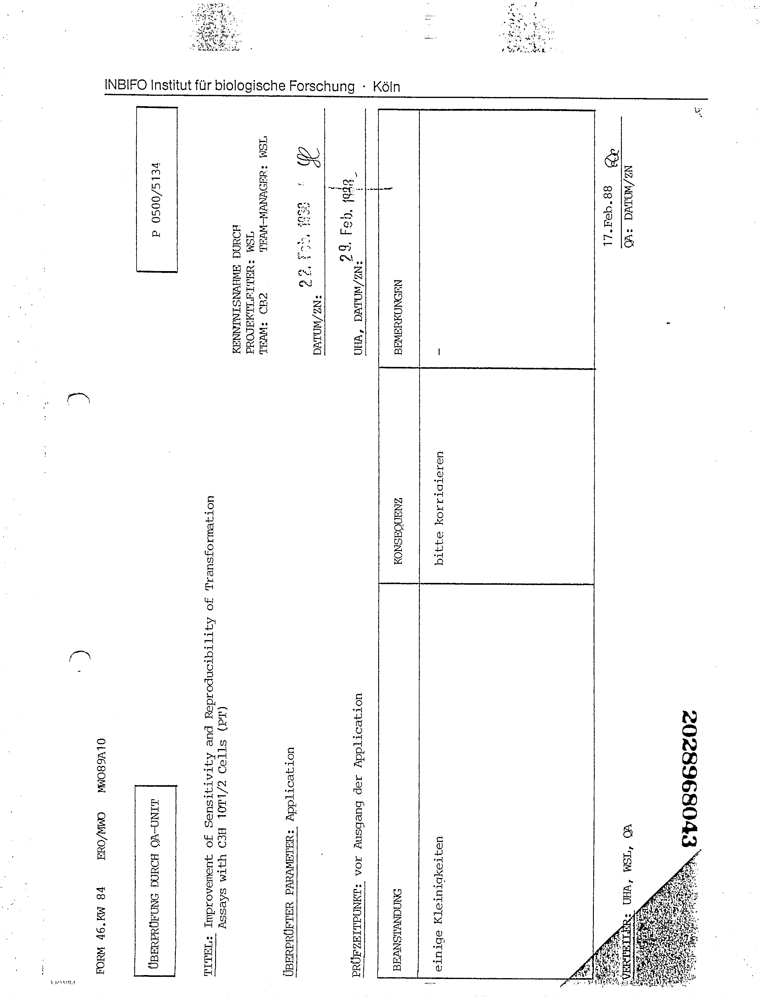 INBIFO Institut für biologische Forschung · Köln
FORM 46.KW 84 ERO/MWO MWO89A10
ÜBERPRÜFUNG DURCH QA-UNIT
P 0500/5134
TITEL: Improvement of Sensitivity and Reproducibility of Transformation
Assays with C3H 10T1/2 Cells (PT)
KENNTNISNAHME DURCH
PROJEKTLEITER: WSL
TEAM: CB2 TEAM-MANAGER: WSL
ÜBERPRÜFTER PARAMETER: Application
DATUM/ZN: 22. Feb. 1988
PRÜFZEITPUNKT: vor Ausgang der Application
UHA, DATUM/ZN: 29. Feb. 1988
BEANSTANDUNG KONSEQUENZ BEMERKUNGEN
einige Kleinigkeiten bitte korrigieren –
17.Feb.88
VERTEILER: UHA, WSL, QA
QA: DATUM/ZN
2028968043